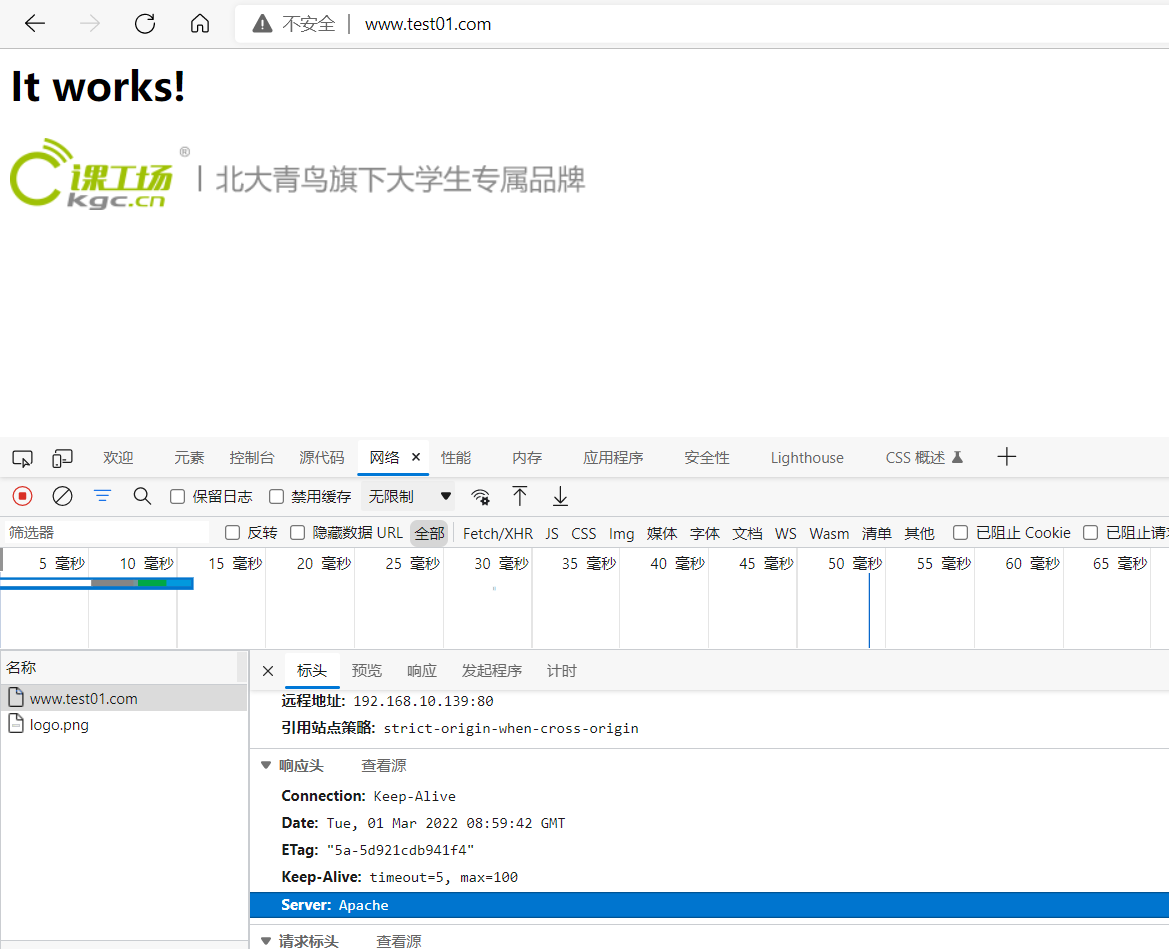 不安全 | www.test01.com
It works!
课工场® | 北大青鸟旗下大学生专属品牌
kgc.cn
欢迎 元素 控制台 源代码 网络 × 性能 内存 应用程序 安全性 Lighthouse CSS 概述 +
保留日志 禁用缓存 无限制
筛选器 反转 隐藏数据 URL 全部 Fetch/XHR JS CSS Img 媒体 字体 文档 WS Wasm 清单 其他 已阻止 Cookie 已阻止请求
5 毫秒 10 毫秒 15 毫秒 20 毫秒 25 毫秒 30 毫秒 35 毫秒 40 毫秒 45 毫秒 50 毫秒 55 毫秒 60 毫秒 65 毫秒
名称 × 标头 预览 响应 发起程序 计时
www.test01.com
logo.png
远程地址: 192.168.10.139:80
引用站点策略: strict-origin-when-cross-origin
响应头 查看源
Connection: Keep-Alive
Date: Tue, 01 Mar 2022 08:59:42 GMT
ETag: "5a-5d921cdb941f4"
Keep-Alive: timeout=5, max=100
Server: Apache
请求标头 查看源